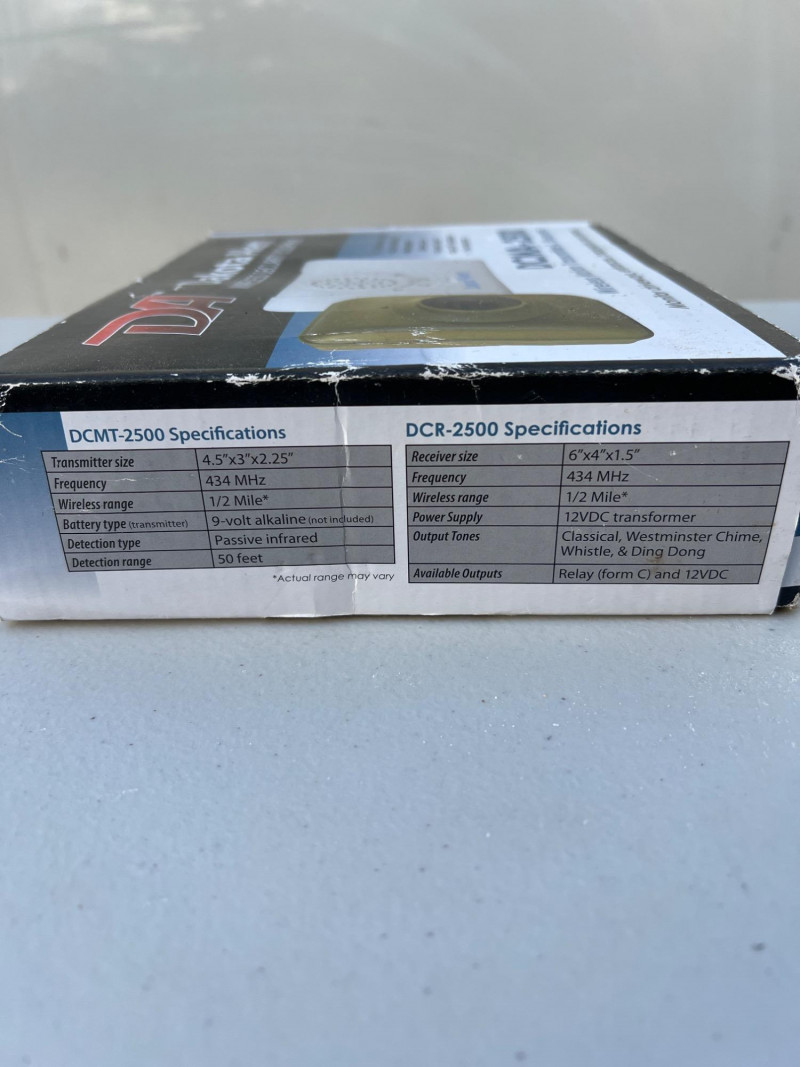 DA
DCMT-2500 Specifications
Transmitter size 4.5"x3"x2.25"
Frequency 434 MHz
Wireless range 1/2 Mile*
Battery type (transmitter) 9-volt alkaline (not included)
Detection type Passive infrared
Detection range 50 feet
*Actual range may vary
DCR-2500 Specifications
Receiver size 6"x4"x1.5"
Frequency 434 MHz
Wireless range 1/2 Mile*
Power Supply 12VDC transformer
Output Tones Classical, Westminster Chime,
Whistle, & Ding Dong
Available Outputs Relay (form C) and 12VDC